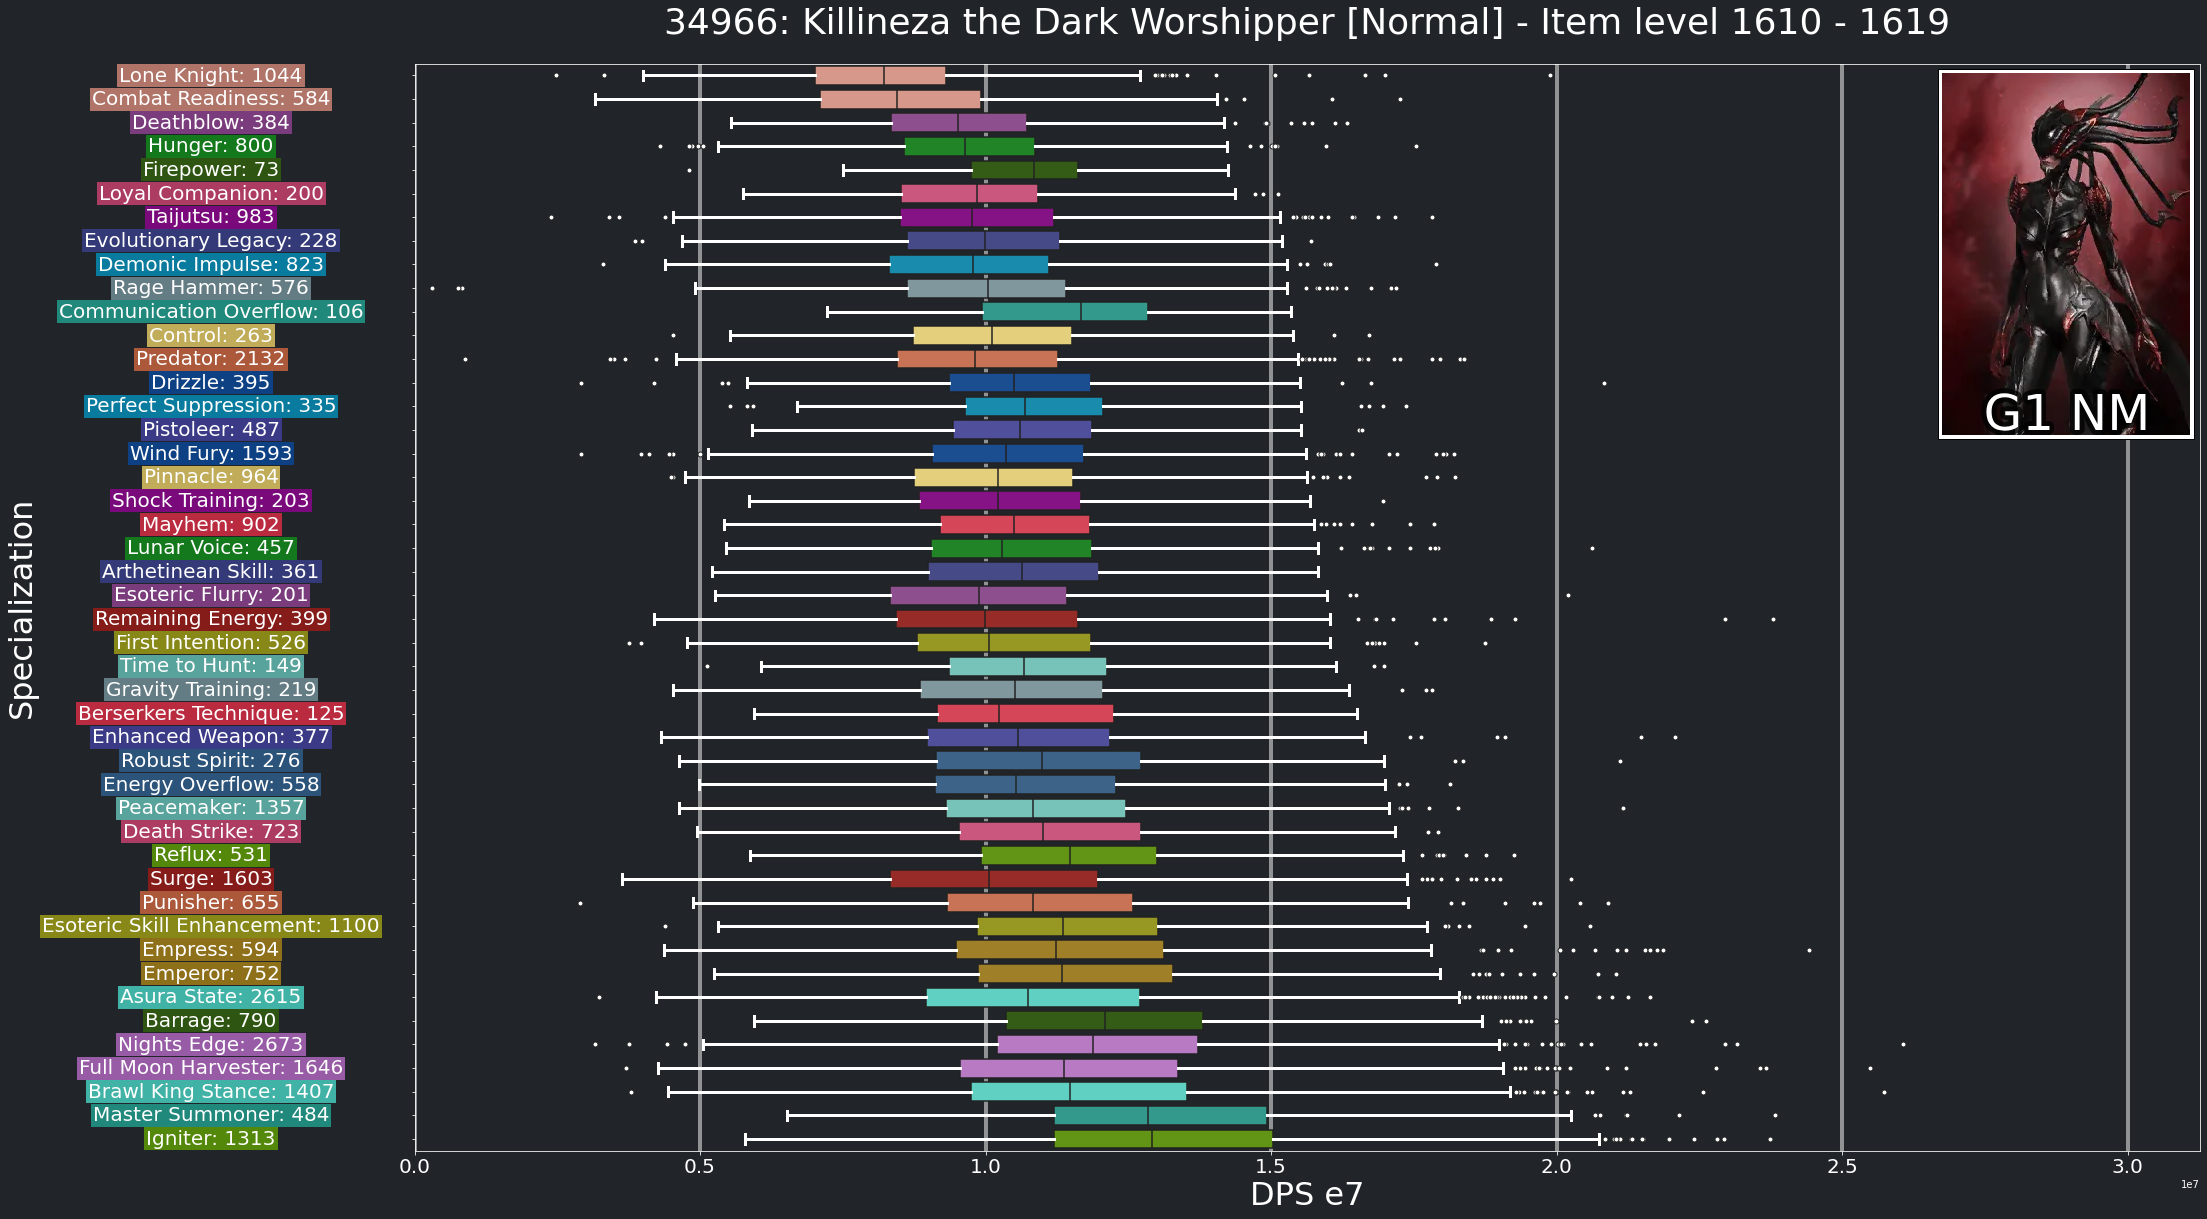 34966: Killineza the Dark Worshipper [Normal] - Item level 1610 - 1619
Lone Knight: 1044
Combat Readiness: 584
Deathblow: 384
Hunger: 800
Firepower: 73
Loyal Companion: 200
Taijutsu: 983
Evolutionary Legacy: 228
Demonic Impulse: 823
Rage Hammer: 576
Communication Overflow: 106
Control: 263
Predator: 2132
Drizzle: 395
Perfect Suppression: 335
Pistoleer: 487
Wind Fury: 1593
Pinnacle: 964
Shock Training: 203
Mayhem: 902
Lunar Voice: 457
Arthetinean Skill: 361
Esoteric Flurry: 201
Remaining Energy: 399
First Intention: 526
Time to Hunt: 149
Gravity Training: 219
Berserkers Technique: 125
Enhanced Weapon: 377
Robust Spirit: 276
Energy Overflow: 558
Peacemaker: 1357
Death Strike: 723
Reflux: 531
Surge: 1603
Punisher: 655
Esoteric Skill Enhancement: 1100
Empress: 594
Emperor: 752
Asura State: 2615
Barrage: 790
Nights Edge: 2673
Full Moon Harvester: 1646
Brawl King Stance: 1407
Master Summoner: 484
Igniter: 1313
Specialization
G1 NM
0.0 0.5 1.0 1.5 2.0 2.5 3.0
DPS e7
1e7